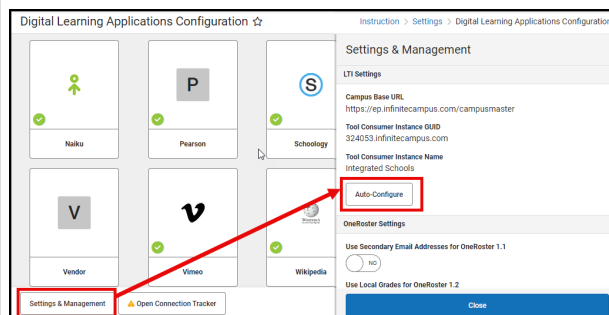 Digital Learning Applications Configuration ☆
Instruction > Settings > Digital Learning Applications Configuration
Naiku
P
Pearson
S
Schoology
V
Vendor
Vimeo
Wikipedia
Settings & Management
Open Connection Tracker
Settings & Management
LTI Settings
Campus Base URL
https://ep.infinitecampus.com/campusmaster
Tool Consumer Instance GUID
324053.infinitecampus.com
Tool Consumer Instance Name
Integrated Schools
Auto-Configure
OneRoster Settings
Use Secondary Email Addresses for OneRoster 1.1
NO
Use Local Grades for OneRoster 1.2
Close